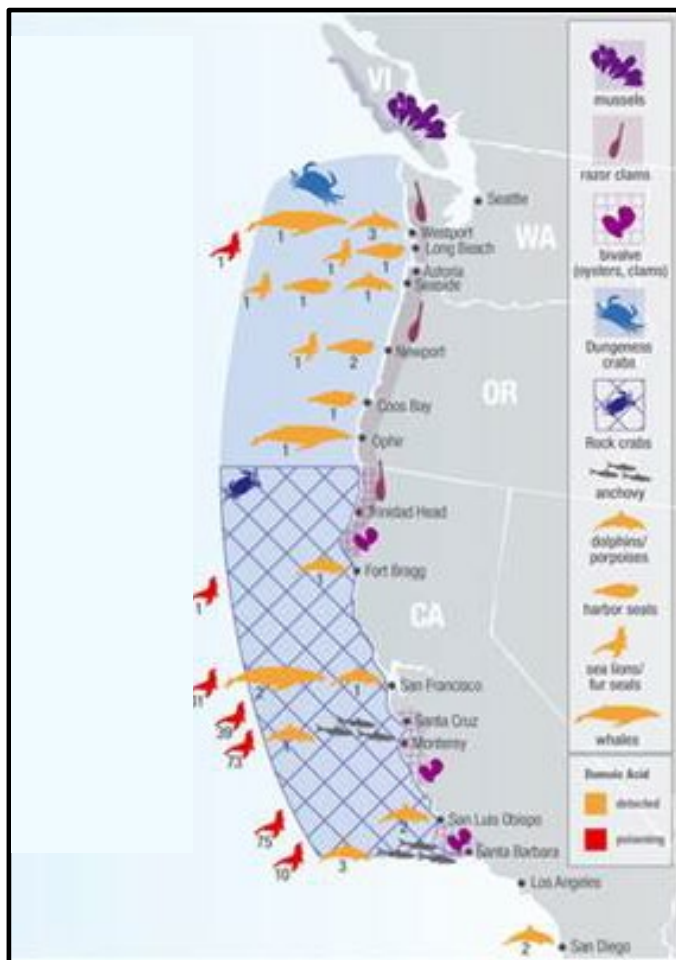 VI
mussels
razor clams
bivalve
(oysters, clams)
Dungeness
crabs
Rock crabs
anchovy
dolphins/
porpoises
harbor seals
sea lions/
fur seals
whales
Domoic Acid
detected
poisoning
Seattle
WA
1
1
3
Westport
1
1
Long Beach
Astoria
1
1
1
Seaside
1
2
Newport
OR
1
Coos Bay
1
Ophir
Trinidad Head
1
Fort Bragg
1
CA
2
1
San Francisco
39
Santa Cruz
73
Monterey
75
2
San Luis Obispo
10
3
Santa Barbara
Los Angeles
2
San Diego